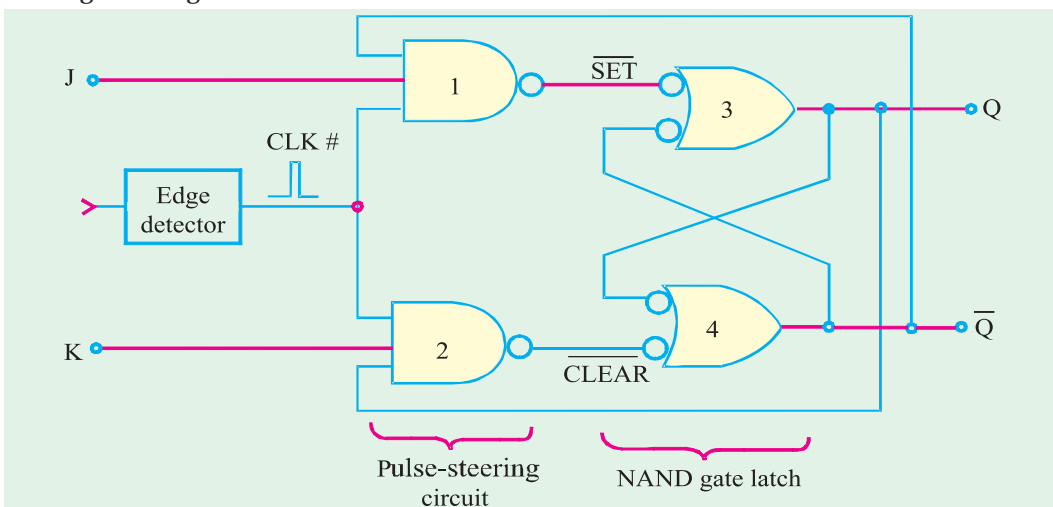 J
1
SET
3
Q
CLK #
Edge
detector
K
2
CLEAR
4
Q
Pulse-steering
circuit
NAND gate latch